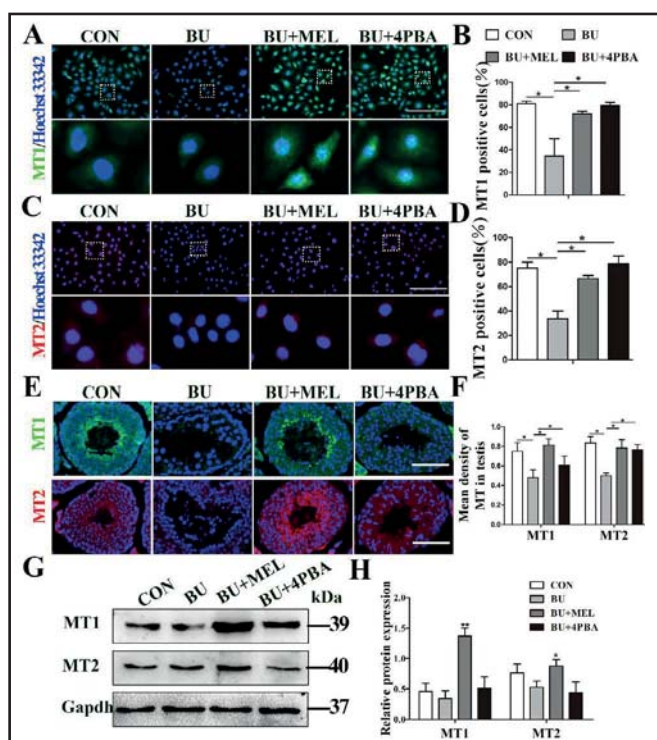 A CON BU BU+MEL BU+4PBA
MT1/Hoechst 33342
B CON BU
BU+MEL BU+4PBA
MT1 positive cells(%)
100
80
60
40
20
0
* * *
C CON BU BU+MEL BU+4PBA
MT2/Hoechst 33342
D
MT2 positive cells(%)
100
80
60
40
20
0
* * *
E CON BU BU+MEL BU+4PBA
MT1
MT2
F
Mean density of
MT in testis
1.0
0.8
0.6
0.4
0.2
0.0
* * * * * *
MT1 MT2
G CON BU BU+MEL BU+4PBA kDa
MT1 39
MT2 40
Gapdh 37
H CON
BU
BU+MEL
BU+4PBA
Relative protein expression
2.0
1.5
1.0
0.5
0.0
** *
MT1 MT2